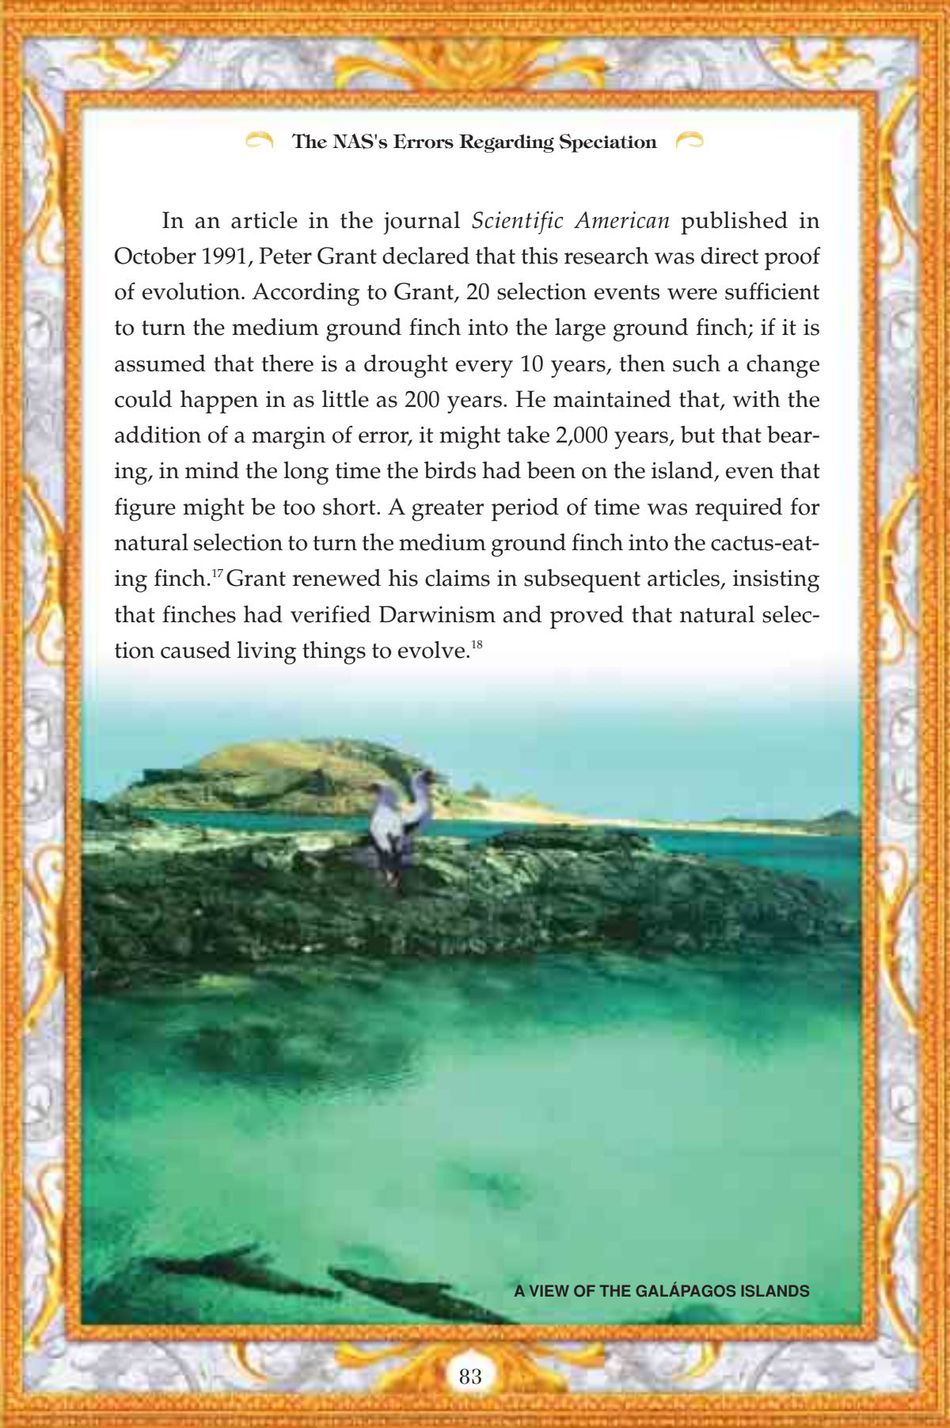 The NAS's Errors Regarding Speciation
In an article in the journal Scientific American published in
October 1991, Peter Grant declared that this research was direct proof
of evolution. According to Grant, 20 selection events were sufficient
to turn the medium ground finch into the large ground finch; if it is
assumed that there is a drought every 10 years, then such a change
could happen in as little as 200 years. He maintained that, with the
addition of a margin of error, it might take 2,000 years, but that bear-
ing, in mind the long time the birds had been on the island, even that
figure might be too short. A greater period of time was required for
natural selection to turn the medium ground finch into the cactus-eat-
ing finch.17 Grant renewed his claims in subsequent articles, insisting
that finches had verified Darwinism and proved that natural selec-
tion caused living things to evolve.18
A VIEW OF THE GALÁPAGOS ISLANDS
83